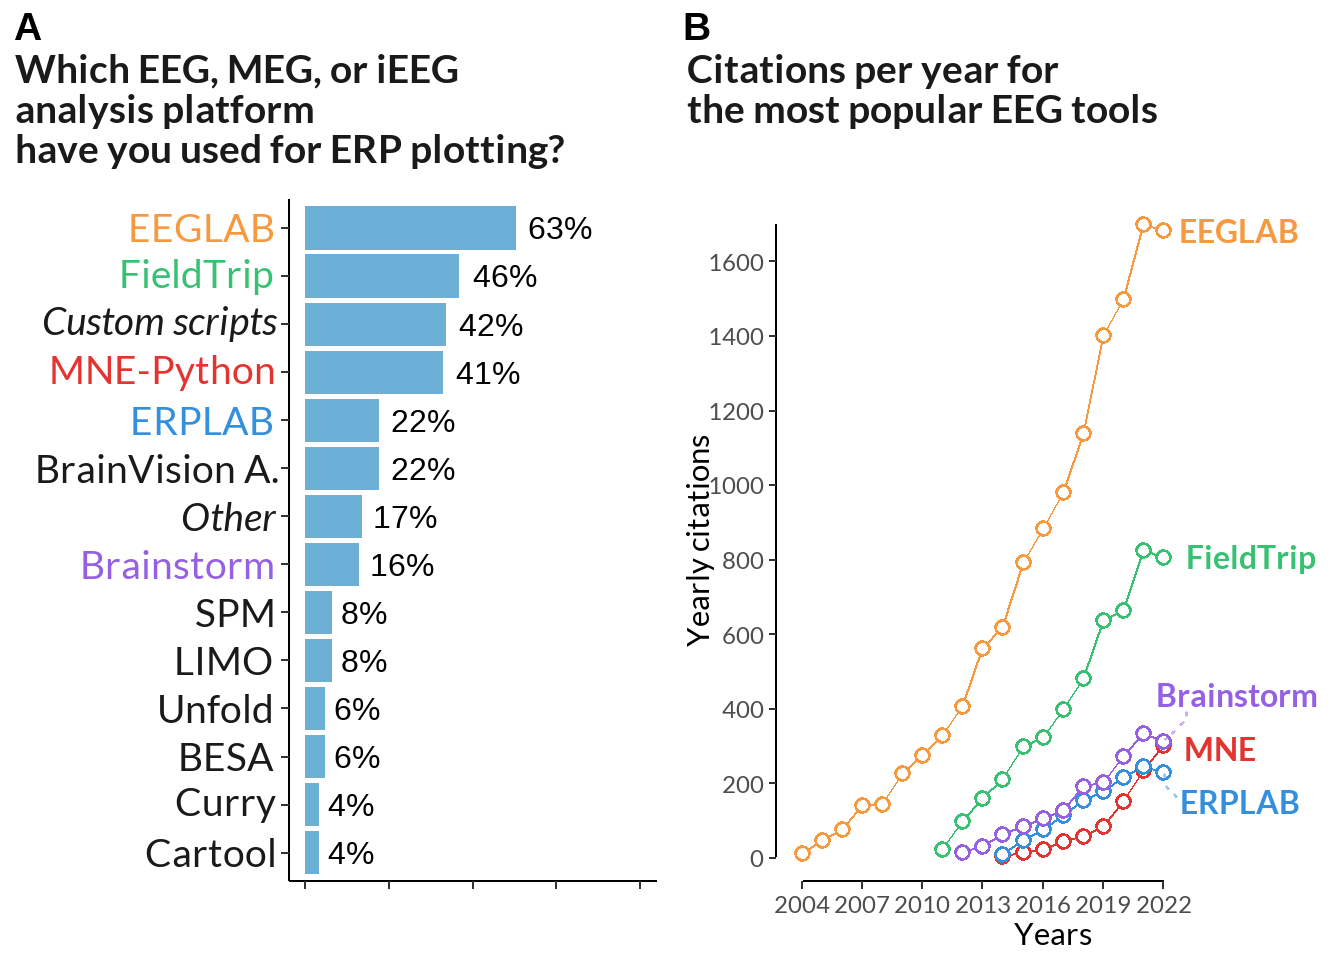 A
Which EEG, MEG, or iEEG
analysis platform
have you used for ERP plotting?
EEGLAB 63%
FieldTrip 46%
Custom scripts 42%
MNE-Python 41%
ERPLAB 22%
BrainVision A. 22%
Other 17%
Brainstorm 16%
SPM 8%
LIMO 8%
Unfold 6%
BESA 6%
Curry 4%
Cartool 4%
B
Citations per year for
the most popular EEG tools
Yearly citations
1600
1400
1200
1000
800
600
400
200
0
EEGLAB
FieldTrip
Brainstorm
MNE
ERPLAB
2004 2007 2010 2013 2016 2019 2022
Years